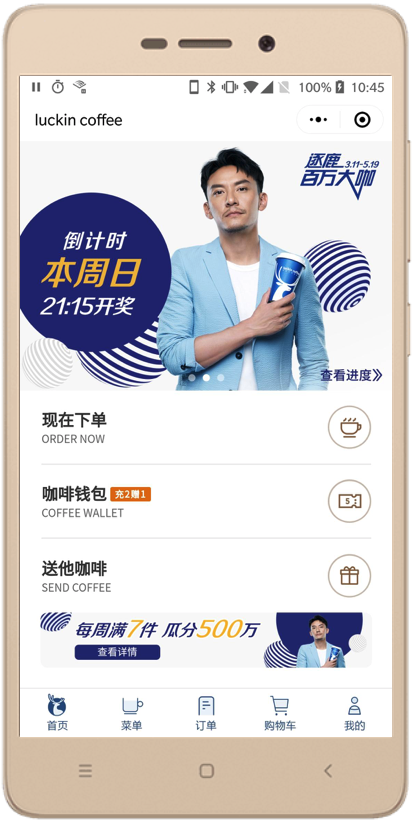 100% 10:45
luckin coffee
逐鹿 3.11-5.19
百万大咖
倒计时
本周日
21:15开奖
查看进度》
现在下单
ORDER NOW
咖啡钱包 充2赠1
COFFEE WALLET
5
送他咖啡
SEND COFFEE
每周满7件 瓜分500万
查看详情
首页 菜单 订单 购物车 我的